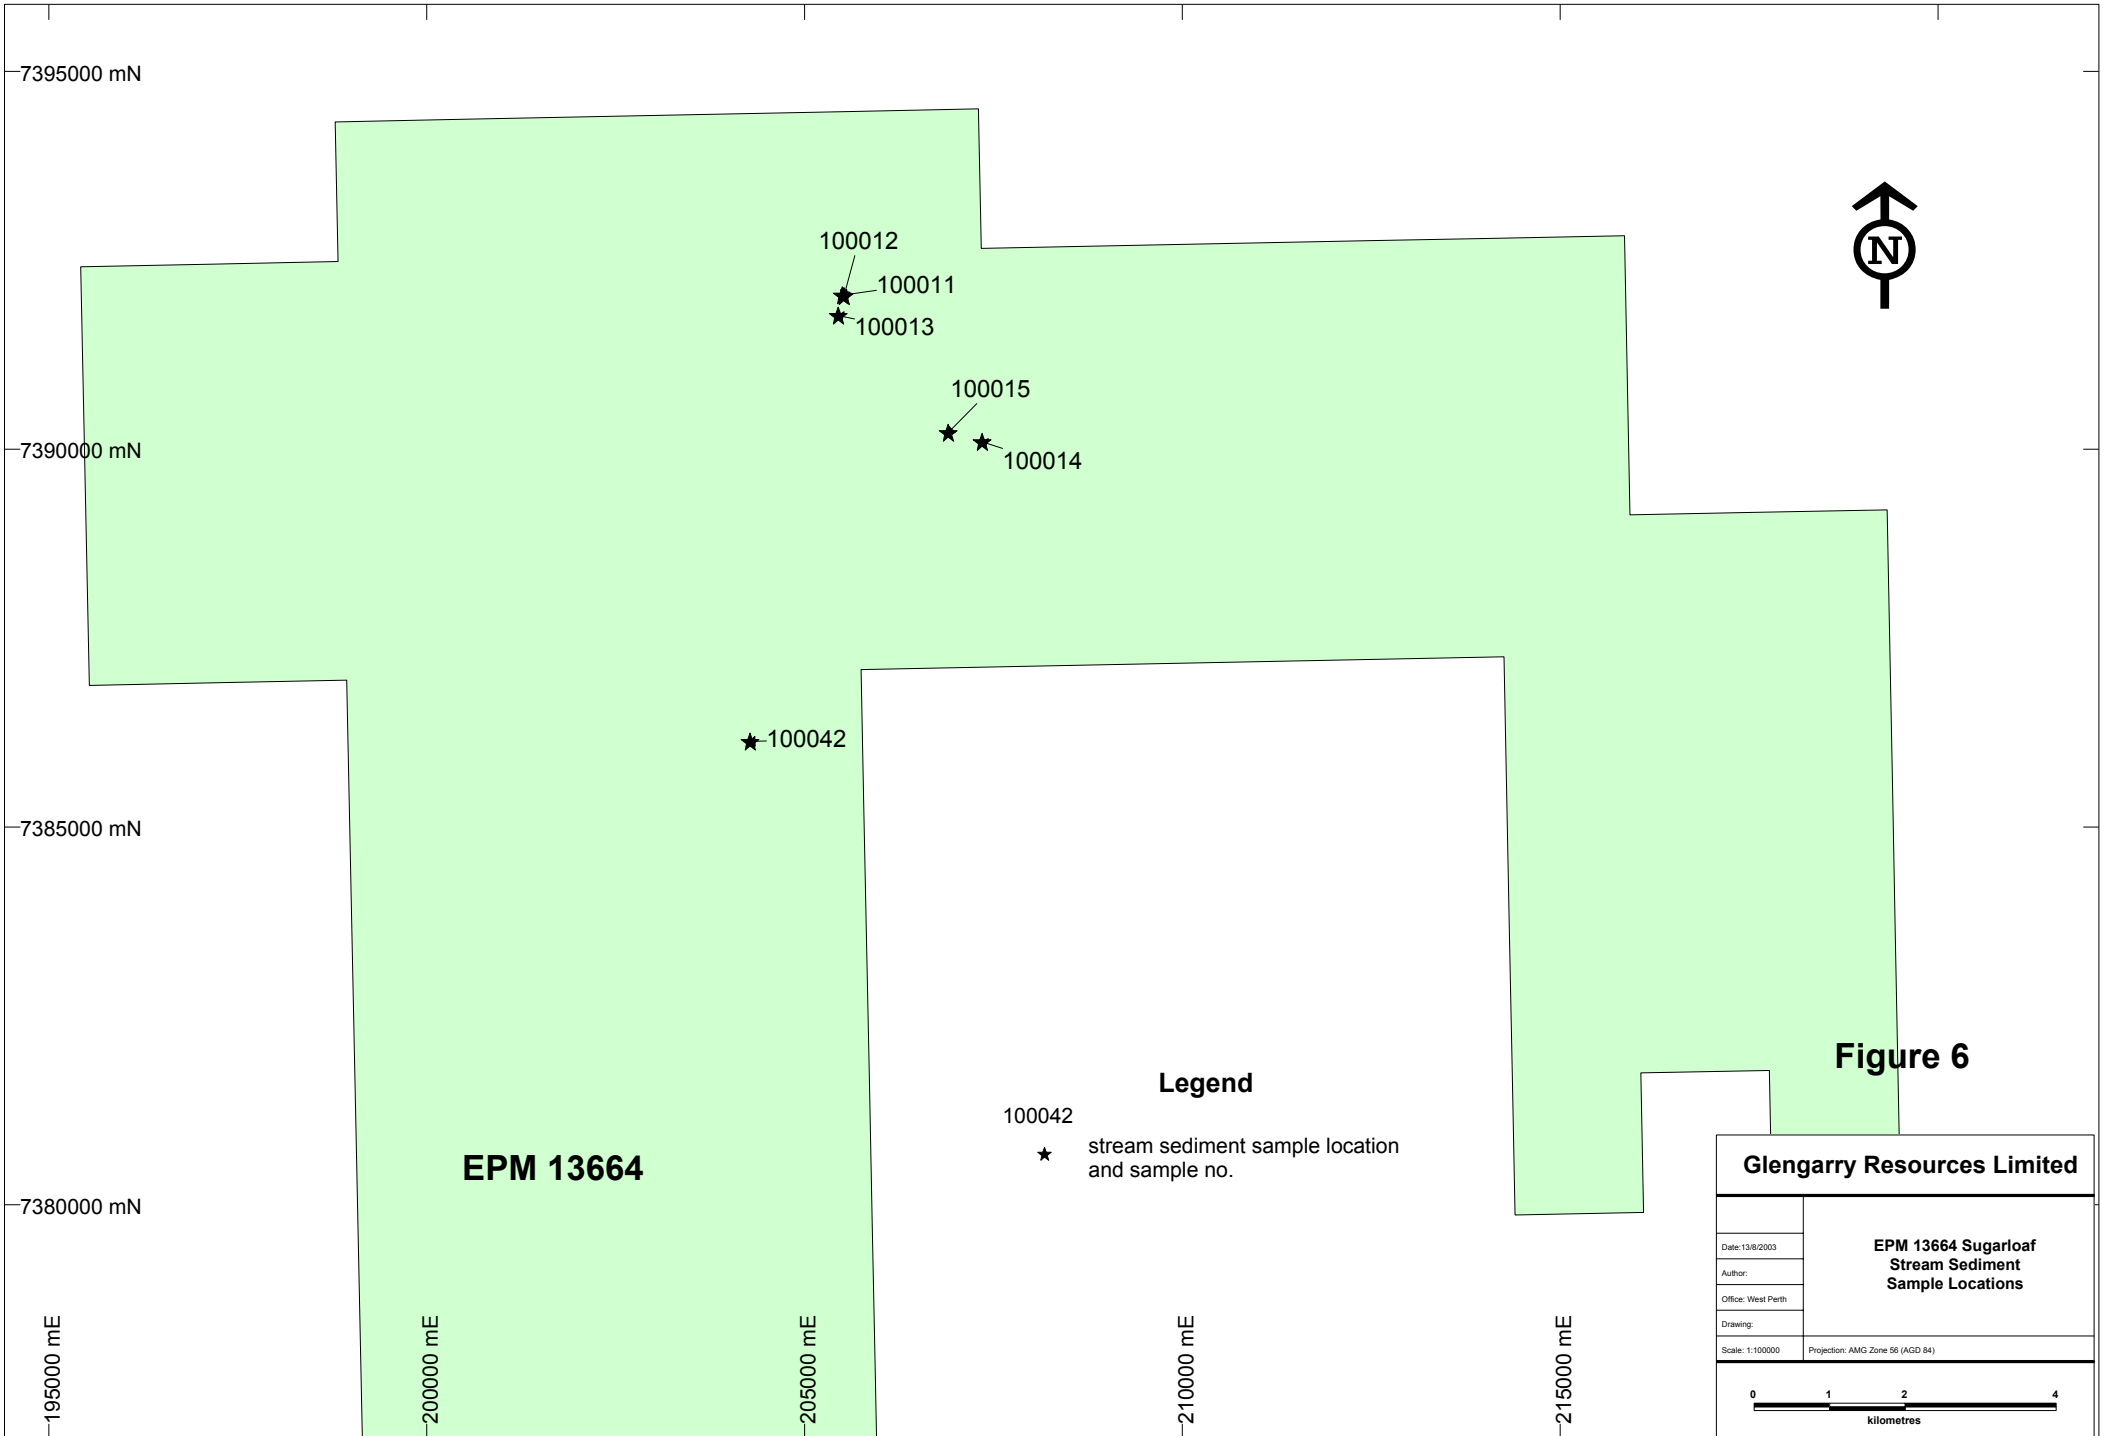 7395000 mN
100012
N
100011
100013
100015
7390000 mN
100014
100042
7385000 mN
Figure 6
Legend
100042
stream sediment sample location
and sample no.
EPM 13664
7380000 mN
Glengarry Resources Limited
EPM 13664 Sugarloaf
Stream Sediment
Sample Locations
Date:13/8/2003
Author:
Office: West Perth
Drawing:
Scale: 1:100000
Projection: AMG Zone 56 (AGD 84)
0 1 2 4
kilometres
195000 mE
200000 mE
205000 mE
210000 mE
215000 mE